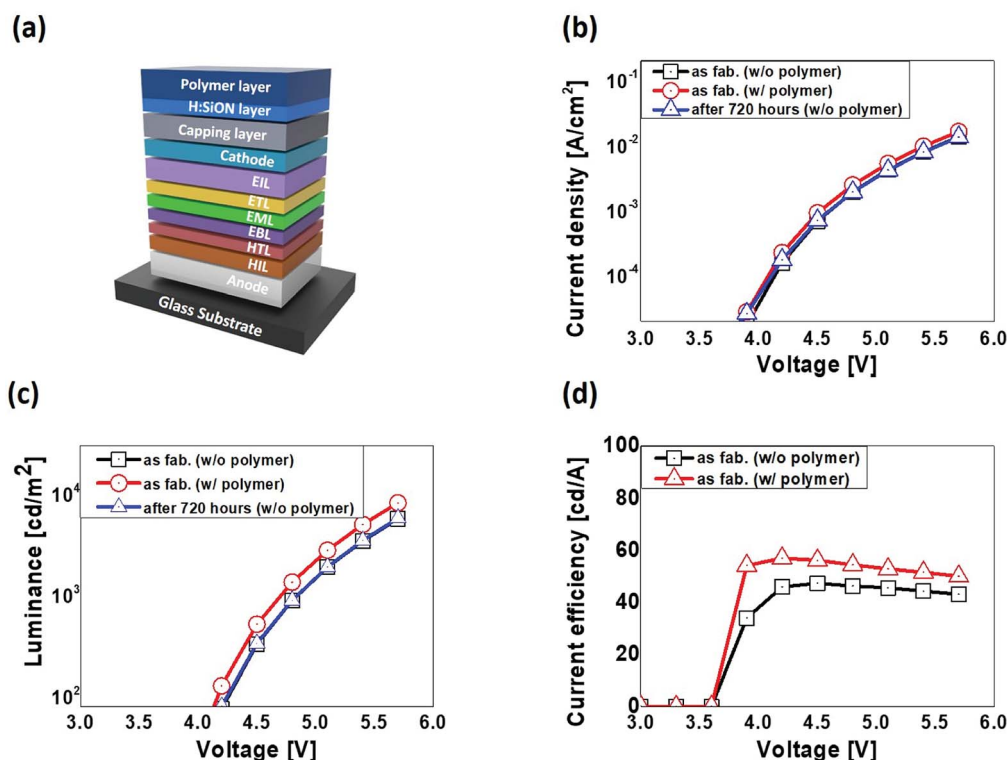 (a)
Polymer layer
H:SiON layer
Capping layer
Cathode
EIL
ETL
EML
EBL
HTL
HIL
Anode
Glass Substrate
(b)
as fab. (w/o polymer)
as fab. (w/ polymer)
after 720 hours (w/o polymer)
Current density [A/cm²]
10⁻¹
10⁻²
10⁻³
10⁻⁴
3.0 3.5 4.0 4.5 5.0 5.5 6.0
Voltage [V]
(c)
as fab. (w/o polymer)
as fab. (w/ polymer)
after 720 hours (w/o polymer)
Luminance [cd/m²]
10⁴
10³
10²
3.0 3.5 4.0 4.5 5.0 5.5 6.0
Voltage [V]
(d)
as fab. (w/o polymer)
as fab. (w/ polymer)
Current efficiency [cd/A]
100
80
60
40
20
0
3.0 3.5 4.0 4.5 5.0 5.5 6.0
Voltage [V]